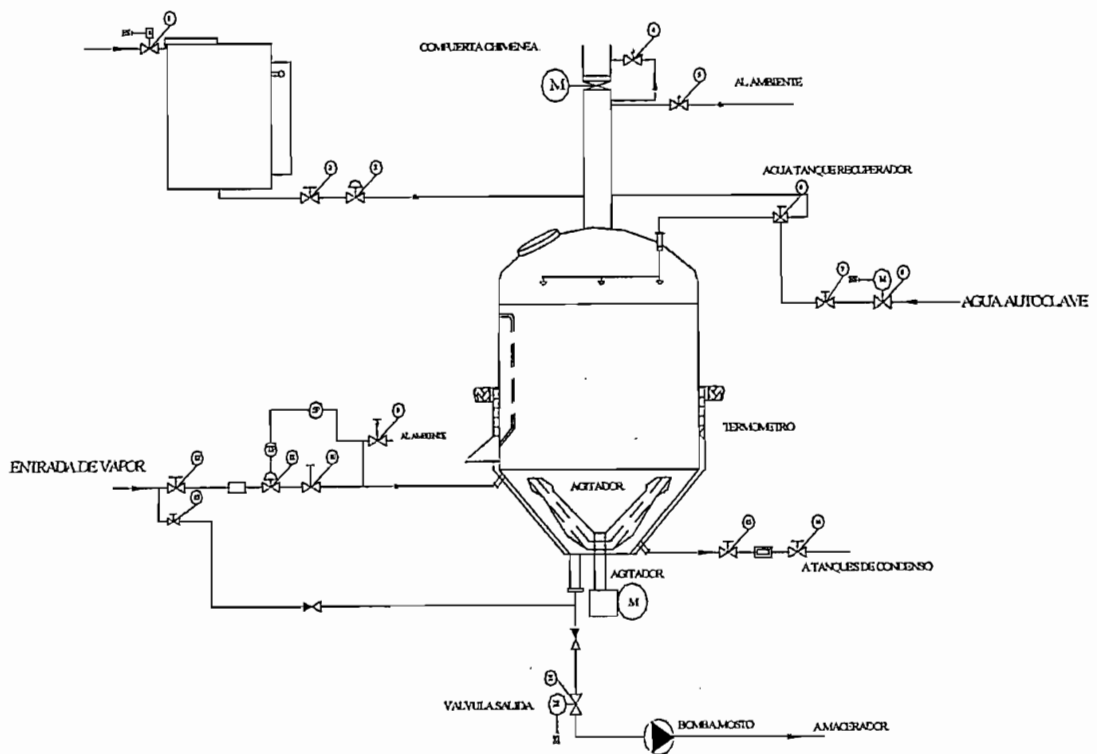 COMPUERTA CHIMENEA
M
AL AMBIENTE
AGUA TANQUE RECUPERADOR
M
AGUA AUTOCLAVE
TERMOMETRO
AL AMBIENTE
ENTRADA DE VAPOR
AGITADOR
A TANQUES DE CONDENSO
AGITADOR
M
VALVULA SALIDA
M
BOMBA MOSTO
A MACERADOR